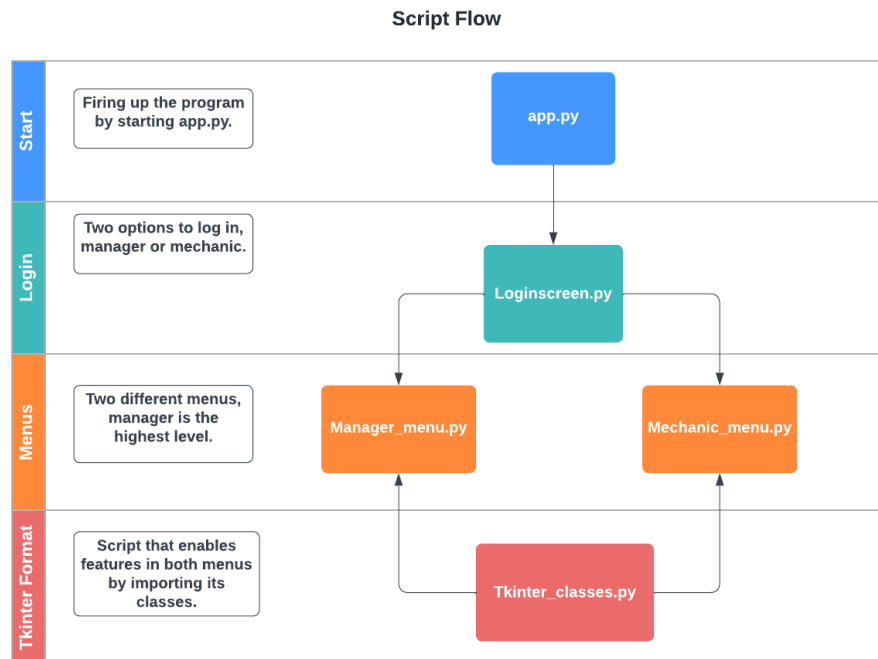 Script Flow
Start
Firing up the program
by starting app.py.
app.py
Login
Two options to log in,
manager or mechanic.
Loginscreen.py
Menus
Two different menus,
manager is the
highest level.
Manager_menu.py
Mechanic_menu.py
Tkinter Format
Script that enables
features in both menus
by importing its
classes.
Tkinter_classes.py